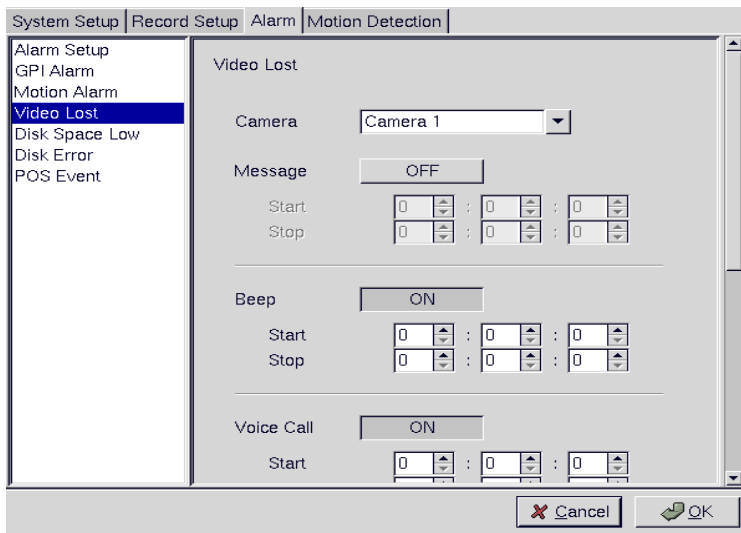 System Setup Record Setup Alarm Motion Detection
Alarm Setup
GPI Alarm
Motion Alarm
Video Lost
Disk Space Low
Disk Error
POS Event
Video Lost
Camera Camera 1
Message OFF
Start 0 : 0 : 0
Stop 0 : 0 : 0
Beep ON
Start 0 : 0 : 0
Stop 0 : 0 : 0
Voice Call ON
Start 0 : 0 : 0
Cancel OK